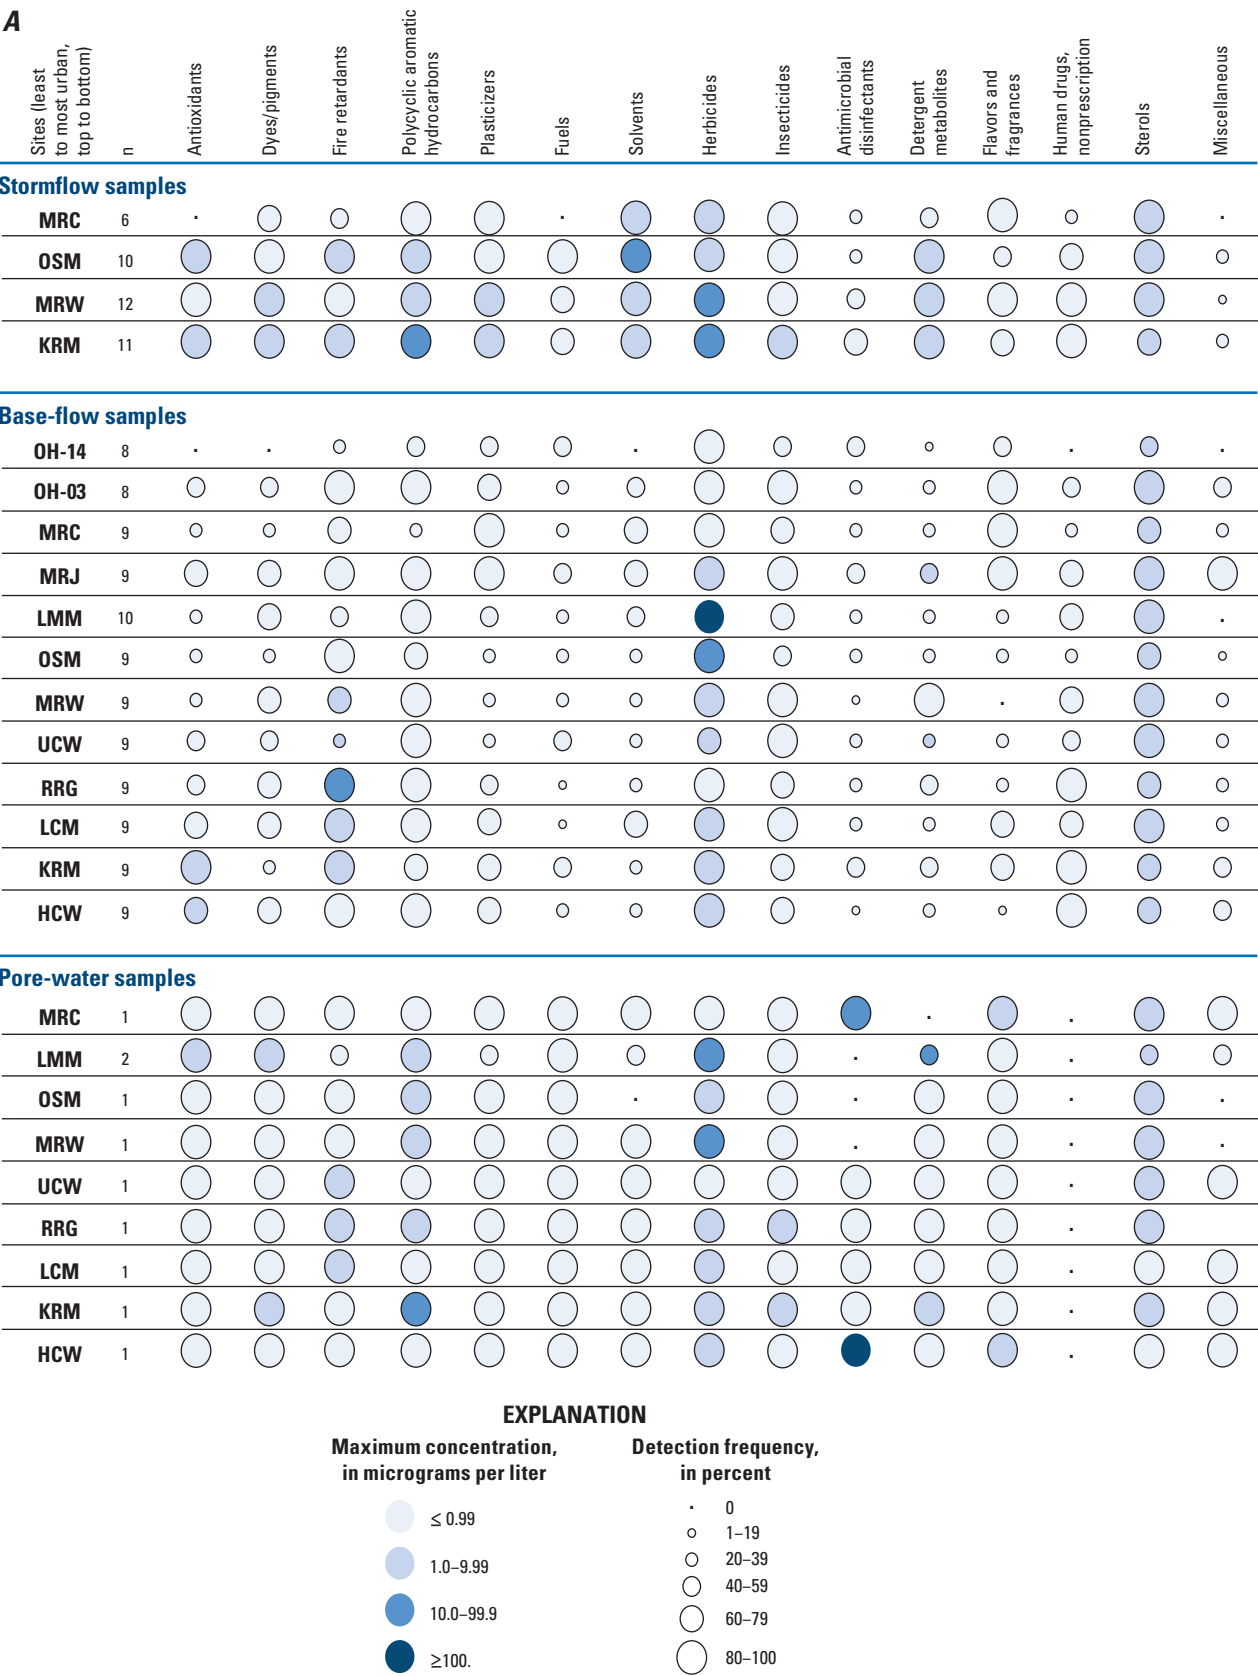 A
Sites (least
to most urban,
top to bottom)
n
Antioxidants
Dyes/pigments
Fire retardants
Polycyclic aromatic
hydrocarbons
Plasticizers
Fuels
Solvents
Herbicides
Insecticides
Antimicrobial
disinfectants
Detergent
metabolites
Flavors and
fragrances
Human drugs,
nonprescription
Sterols
Miscellaneous
Stormflow samples
MRC 6
OSM 10
MRW 12
KRM 11
Base-flow samples
OH-14 8
OH-03 8
MRC 9
MRJ 9
LMM 10
OSM 9
MRW 9
UCW 9
RRG 9
LCM 9
KRM 9
HCW 9
Pore-water samples
MRC 1
LMM 2
OSM 1
MRW 1
UCW 1
RRG 1
LCM 1
KRM 1
HCW 1
EXPLANATION
Maximum concentration,
in micrograms per liter
≤ 0.99
1.0–9.99
10.0–99.9
≥100.
Detection frequency,
in percent
0
1–19
20–39
40–59
60–79
80–100